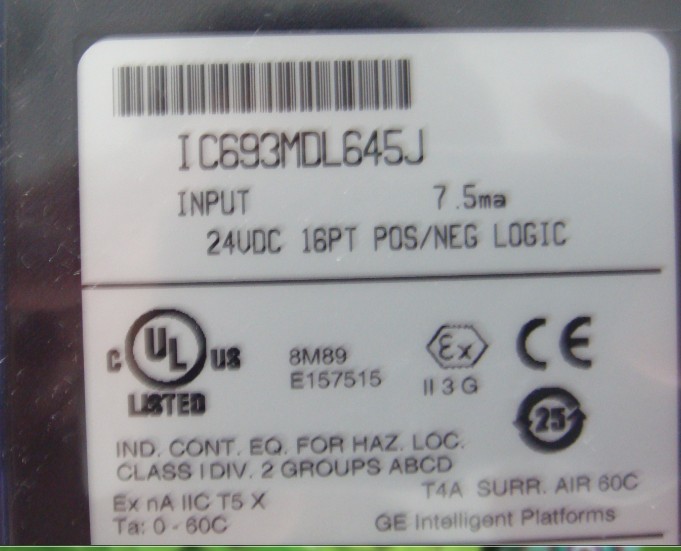 IC693MDL645J
INPUT 7.5ma
24VDC 16PT POS/NEG LOGIC
C UL US LISTED
8M89
E157515
Ex
II 3 G
CE
25
IND. CONT. EQ. FOR HAZ. LOC.
CLASS I DIV. 2 GROUPS ABCD
Ex nA IIC T5 X
T4A SURR. AIR 60C
Ta: 0 - 60C
GE Intelligent Platforms